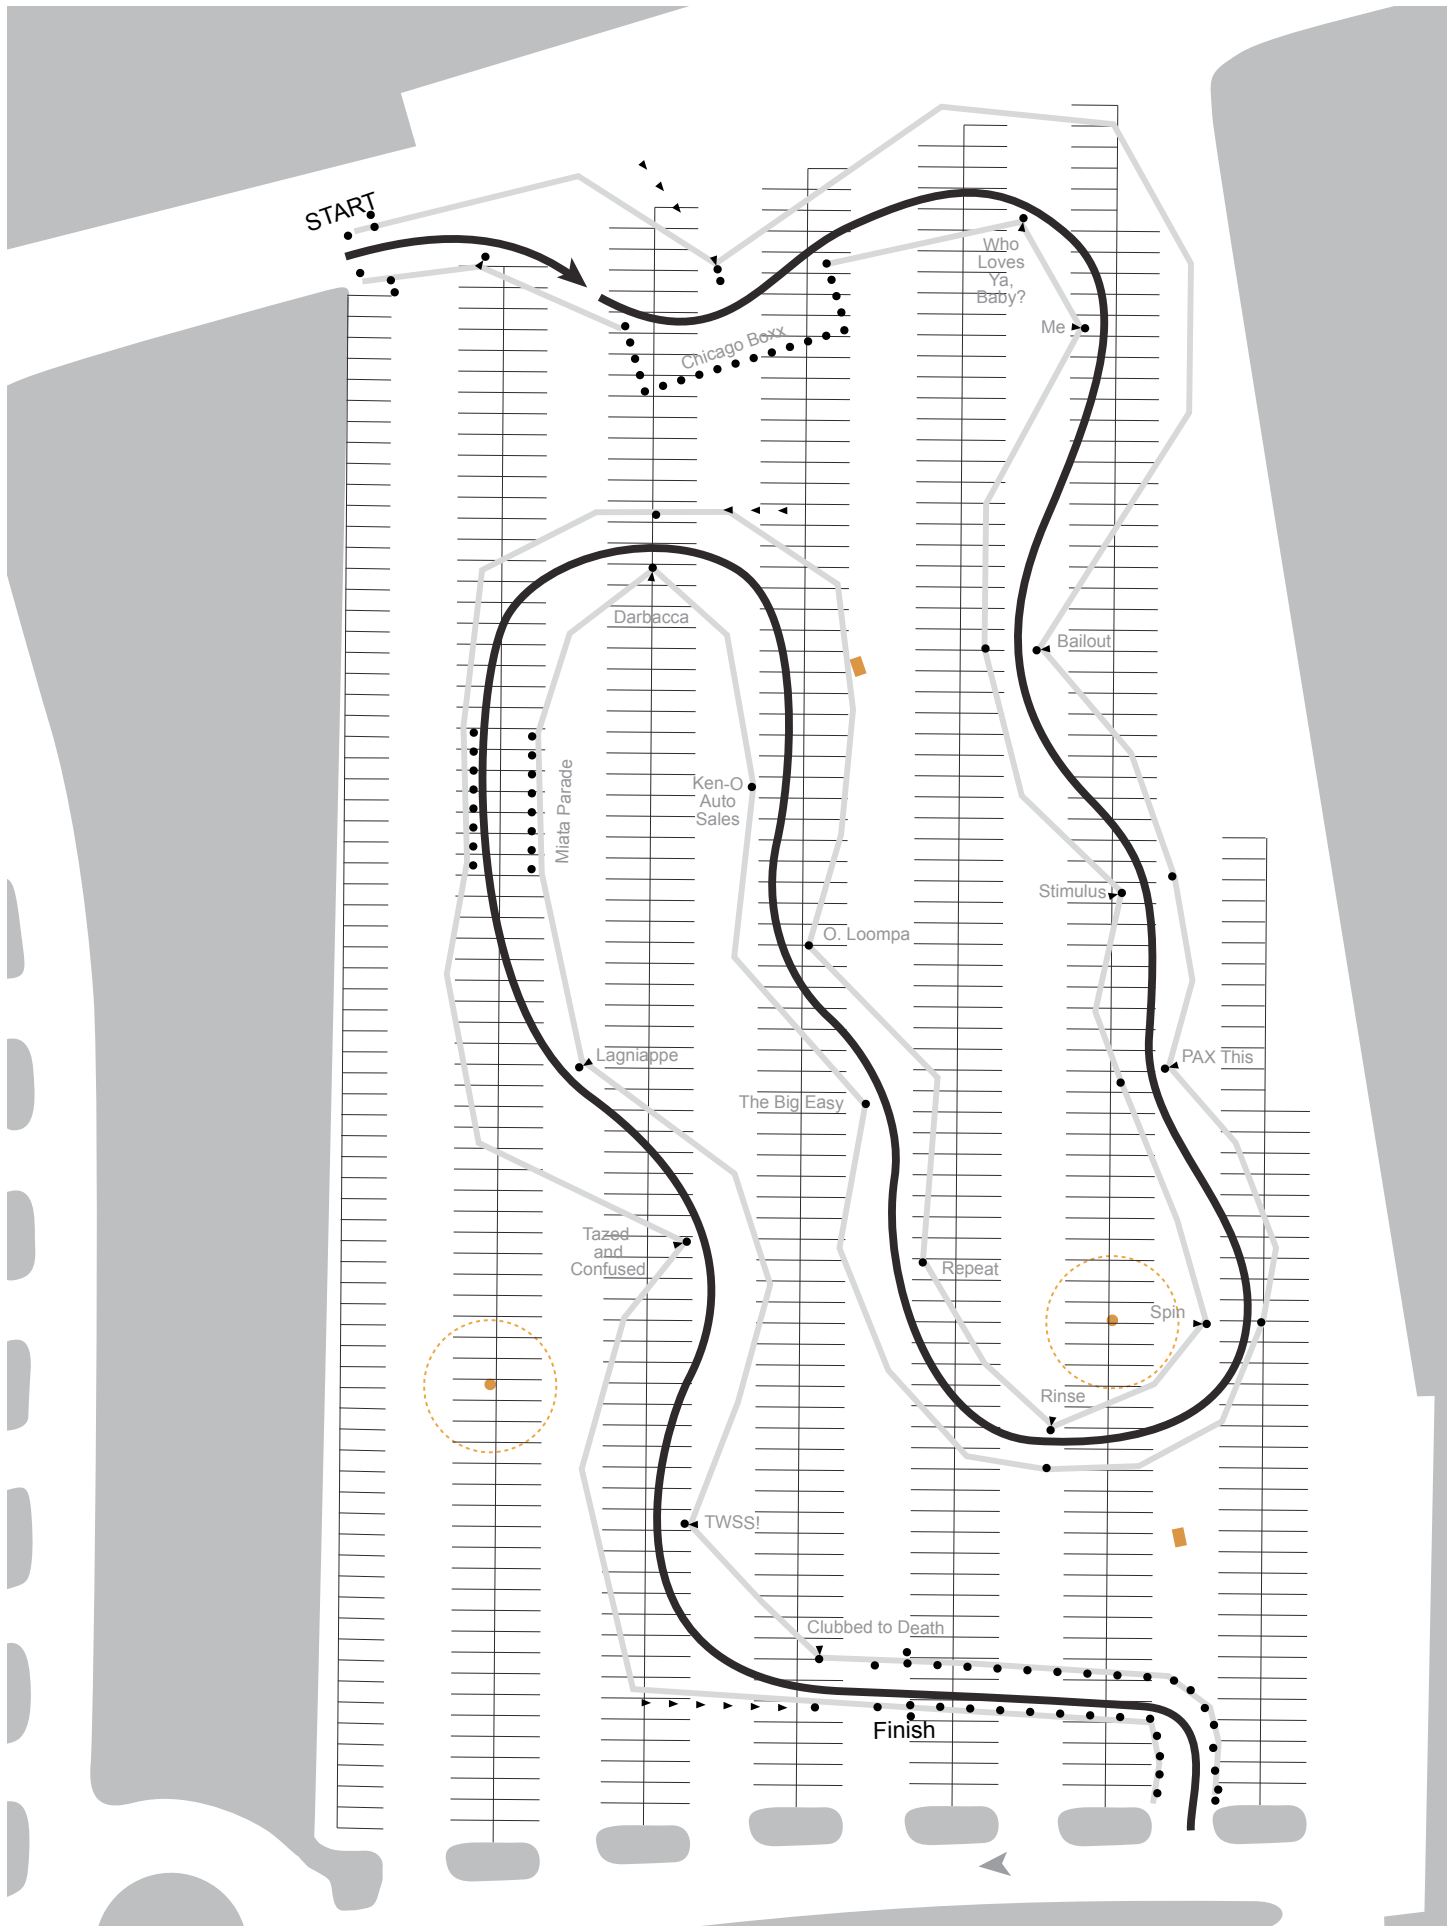 START
Who
Loves
Ya,
Baby?
Me
Chicago Boxx
Darbacca
Bailout
Ken-O
Auto
Sales
Miata Parade
Stimulus
O. Loompa
Lagniappe
PAX This
The Big Easy
Tazed
and
Confused
Repeat
Spin
Rinse
TWSS!
Clubbed to Death
Finish